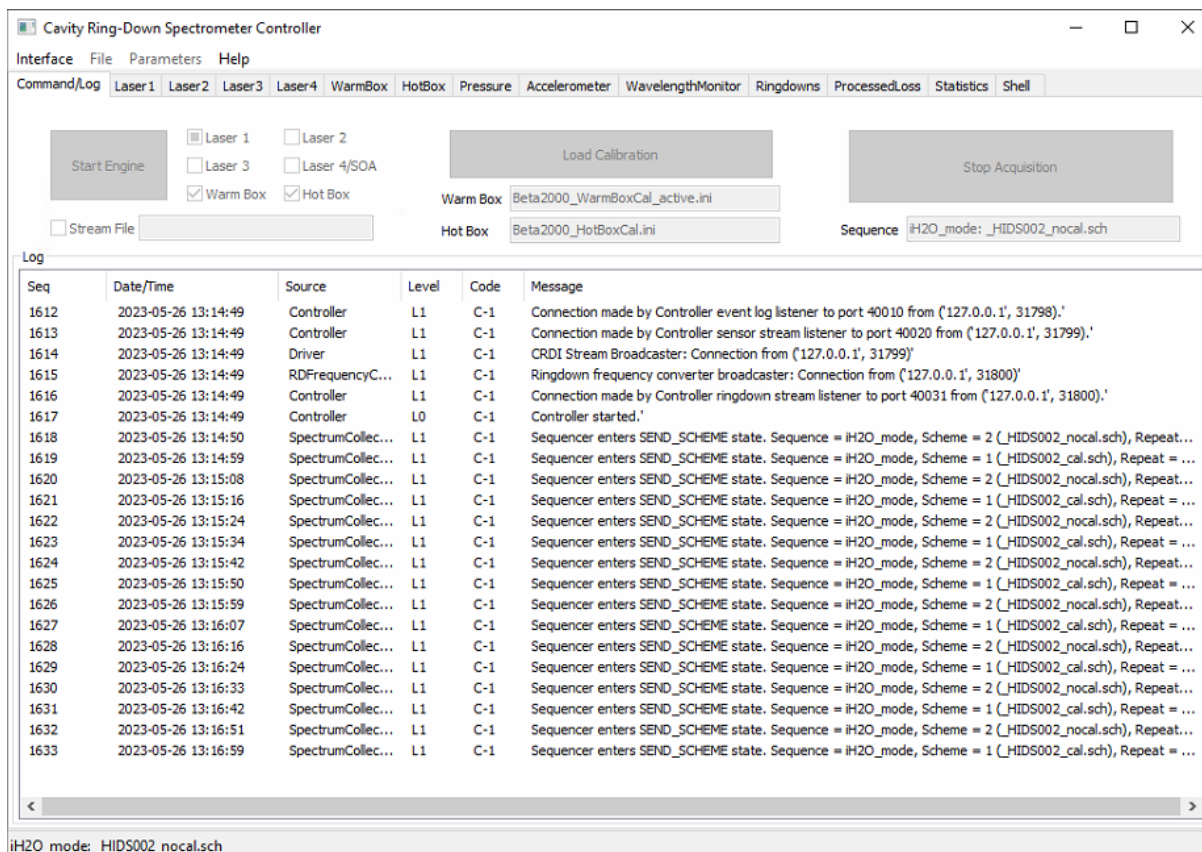 Cavity Ring-Down Spectrometer Controller
Interface File Parameters Help
Command/Log Laser1 Laser2 Laser3 Laser4 WarmBox HotBox Pressure Accelerometer WavelengthMonitor Ringdowns ProcessedLoss Statistics Shell
Start Engine
Laser 1 Laser 2
Laser 3 Laser 4/SOA
Warm Box Hot Box
Stream File
Load Calibration
Warm Box Beta2000_WarmBoxCal_active.ini
Hot Box Beta2000_HotBoxCal.ini
Stop Acquisition
Sequence iH2O_mode: _HIDS002_nocal.sch
Log
Seq Date/Time Source Level Code Message
1612 2023-05-26 13:14:49 Controller L1 C-1 Connection made by Controller event log listener to port 40010 from ('127.0.0.1', 31798).'
1613 2023-05-26 13:14:49 Controller L1 C-1 Connection made by Controller sensor stream listener to port 40020 from ('127.0.0.1', 31799).'
1614 2023-05-26 13:14:49 Driver L1 C-1 CRDI Stream Broadcaster: Connection from ('127.0.0.1', 31799)'
1615 2023-05-26 13:14:49 RDFrequencyC... L1 C-1 Ringdown frequency converter broadcaster: Connection from ('127.0.0.1', 31800)'
1616 2023-05-26 13:14:49 Controller L1 C-1 Connection made by Controller ringdown stream listener to port 40031 from ('127.0.0.1', 31800).'
1617 2023-05-26 13:14:49 Controller L0 C-1 Controller started.'
1618 2023-05-26 13:14:50 SpectrumCollec... L1 C-1 Sequencer enters SEND_SCHEME state. Sequence = iH2O_mode, Scheme = 2 (_HIDS002_nocal.sch), Repeat...
1619 2023-05-26 13:14:59 SpectrumCollec... L1 C-1 Sequencer enters SEND_SCHEME state. Sequence = iH2O_mode, Scheme = 1 (_HIDS002_cal.sch), Repeat = ...
1620 2023-05-26 13:15:08 SpectrumCollec... L1 C-1 Sequencer enters SEND_SCHEME state. Sequence = iH2O_mode, Scheme = 2 (_HIDS002_nocal.sch), Repeat...
1621 2023-05-26 13:15:16 SpectrumCollec... L1 C-1 Sequencer enters SEND_SCHEME state. Sequence = iH2O_mode, Scheme = 1 (_HIDS002_cal.sch), Repeat = ...
1622 2023-05-26 13:15:24 SpectrumCollec... L1 C-1 Sequencer enters SEND_SCHEME state. Sequence = iH2O_mode, Scheme = 2 (_HIDS002_nocal.sch), Repeat...
1623 2023-05-26 13:15:34 SpectrumCollec... L1 C-1 Sequencer enters SEND_SCHEME state. Sequence = iH2O_mode, Scheme = 1 (_HIDS002_cal.sch), Repeat = ...
1624 2023-05-26 13:15:42 SpectrumCollec... L1 C-1 Sequencer enters SEND_SCHEME state. Sequence = iH2O_mode, Scheme = 2 (_HIDS002_nocal.sch), Repeat...
1625 2023-05-26 13:15:50 SpectrumCollec... L1 C-1 Sequencer enters SEND_SCHEME state. Sequence = iH2O_mode, Scheme = 1 (_HIDS002_cal.sch), Repeat = ...
1626 2023-05-26 13:15:59 SpectrumCollec... L1 C-1 Sequencer enters SEND_SCHEME state. Sequence = iH2O_mode, Scheme = 2 (_HIDS002_nocal.sch), Repeat...
1627 2023-05-26 13:16:07 SpectrumCollec... L1 C-1 Sequencer enters SEND_SCHEME state. Sequence = iH2O_mode, Scheme = 1 (_HIDS002_cal.sch), Repeat = ...
1628 2023-05-26 13:16:16 SpectrumCollec... L1 C-1 Sequencer enters SEND_SCHEME state. Sequence = iH2O_mode, Scheme = 2 (_HIDS002_nocal.sch), Repeat...
1629 2023-05-26 13:16:24 SpectrumCollec... L1 C-1 Sequencer enters SEND_SCHEME state. Sequence = iH2O_mode, Scheme = 1 (_HIDS002_cal.sch), Repeat = ...
1630 2023-05-26 13:16:33 SpectrumCollec... L1 C-1 Sequencer enters SEND_SCHEME state. Sequence = iH2O_mode, Scheme = 2 (_HIDS002_nocal.sch), Repeat...
1631 2023-05-26 13:16:42 SpectrumCollec... L1 C-1 Sequencer enters SEND_SCHEME state. Sequence = iH2O_mode, Scheme = 1 (_HIDS002_cal.sch), Repeat = ...
1632 2023-05-26 13:16:51 SpectrumCollec... L1 C-1 Sequencer enters SEND_SCHEME state. Sequence = iH2O_mode, Scheme = 2 (_HIDS002_nocal.sch), Repeat...
1633 2023-05-26 13:16:59 SpectrumCollec... L1 C-1 Sequencer enters SEND_SCHEME state. Sequence = iH2O_mode, Scheme = 1 (_HIDS002_cal.sch), Repeat = ...
iH2O_mode: _HIDS002_nocal.sch